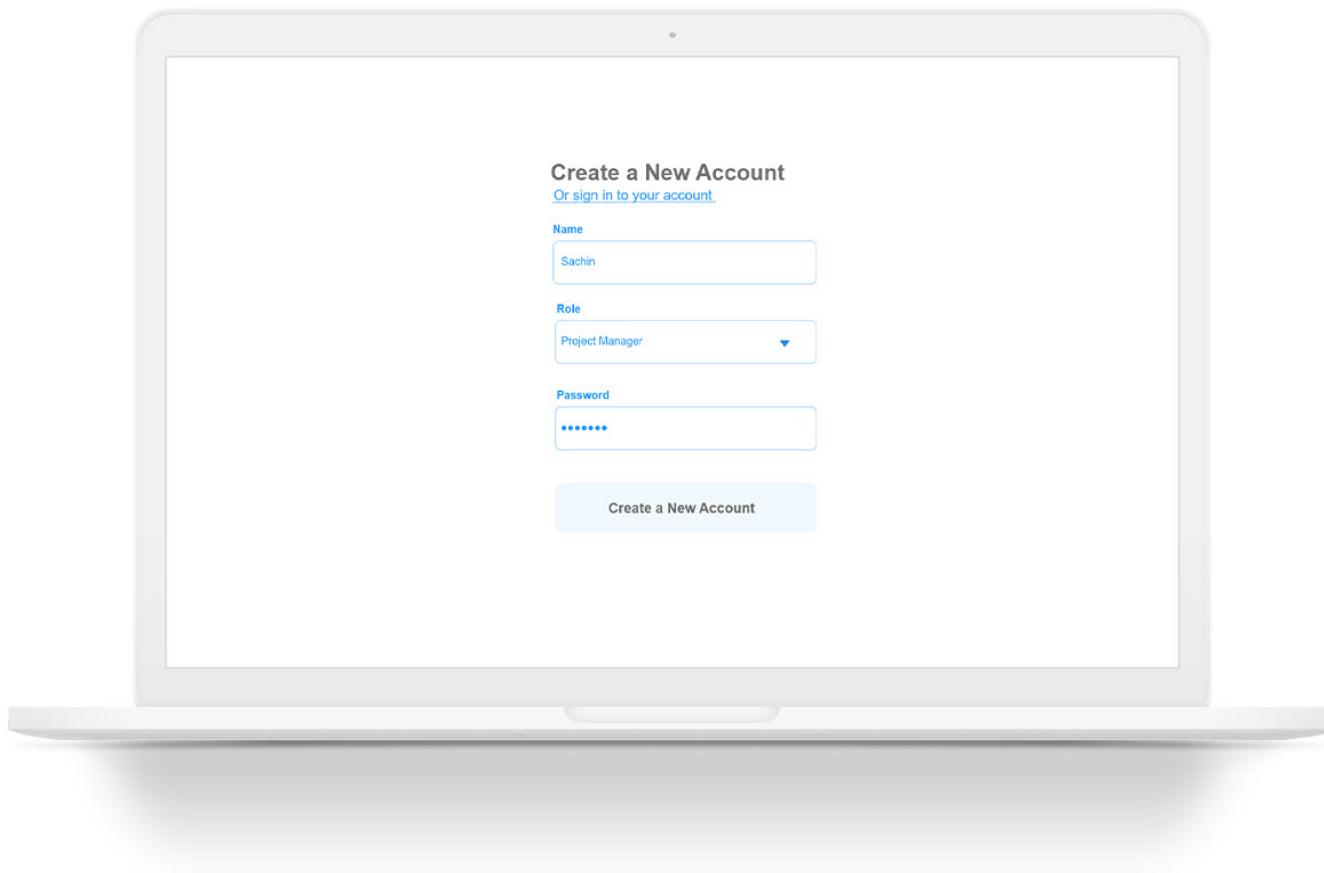 Create a New Account
Or sign in to your account
Name
Sachin
Role
Project Manager
Password
•••••••
Create a New Account